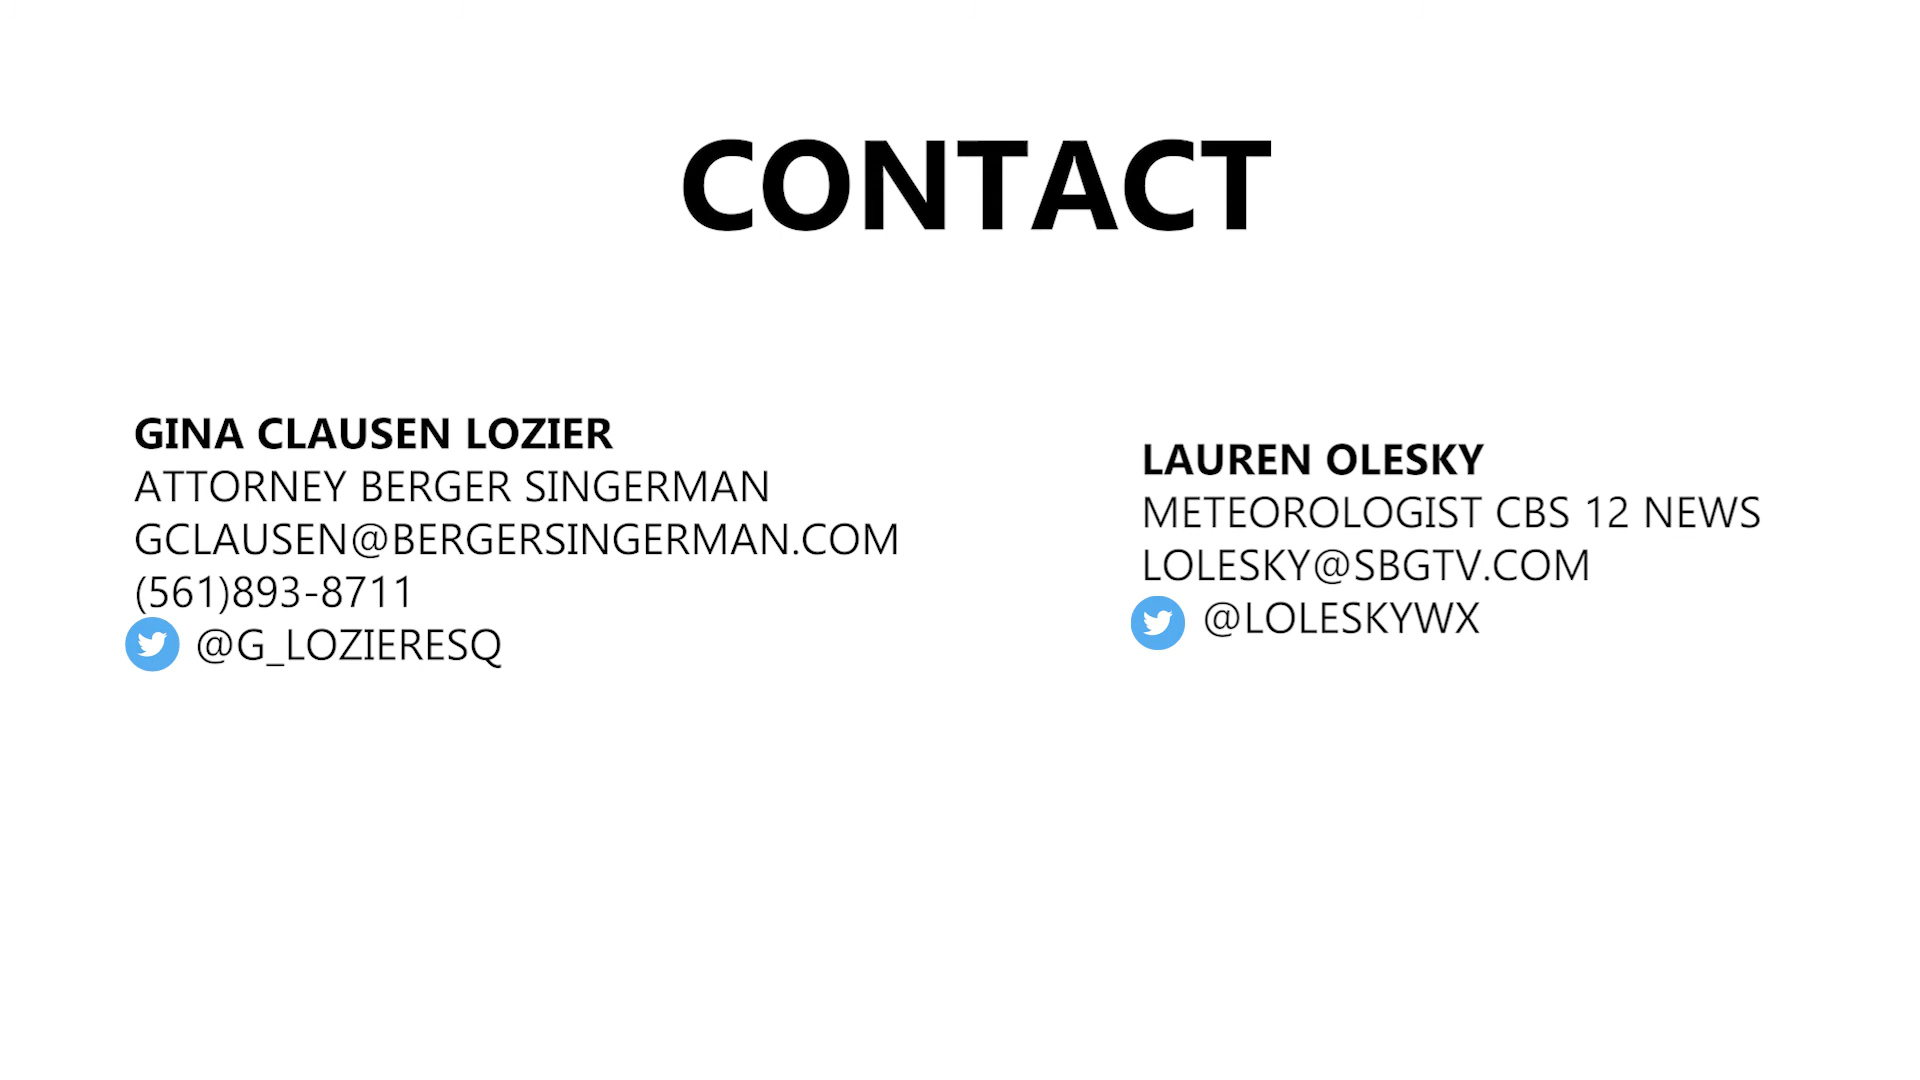 CONTACT
GINA CLAUSEN LOZIER
ATTORNEY BERGER SINGERMAN
GCLAUSEN@BERGERSINGERMAN.COM
(561)893-8711
@G_LOZIERESQ
LAUREN OLESKY
METEOROLOGIST CBS 12 NEWS
LOLESKY@SBGTV.COM
@LOLESKYWX